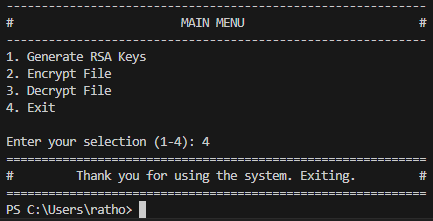 ------------------------------------------------------------
#                        MAIN MENU                         #
------------------------------------------------------------
1. Generate RSA Keys
2. Encrypt File
3. Decrypt File
4. Exit
Enter your selection (1-4): 4
============================================================
#         Thank you for using the system. Exiting.         #
============================================================
PS C:\Users\ratho>